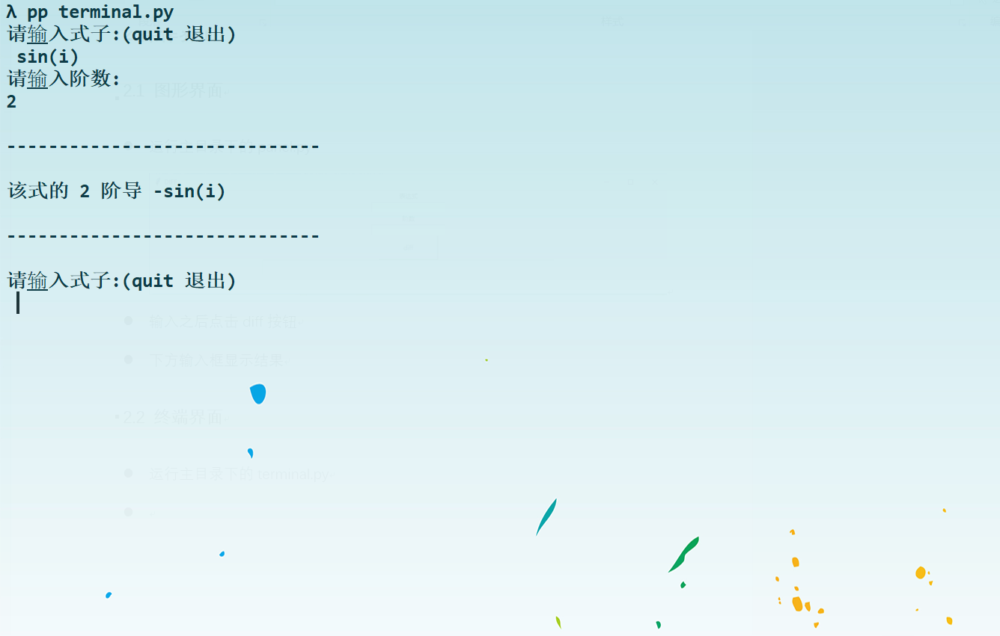 λ pp terminal.py
请输入式子:(quit 退出)
sin(i)
请输入阶数:
2.1 图形界面
2
------------------------------
该式的 2 阶导 -sin(i)
------------------------------
请输入式子:(quit 退出)
输入之后点击 diff 按钮
下方输入框显示结果
2.2 终端界面
运行主目录下的 terminal.py